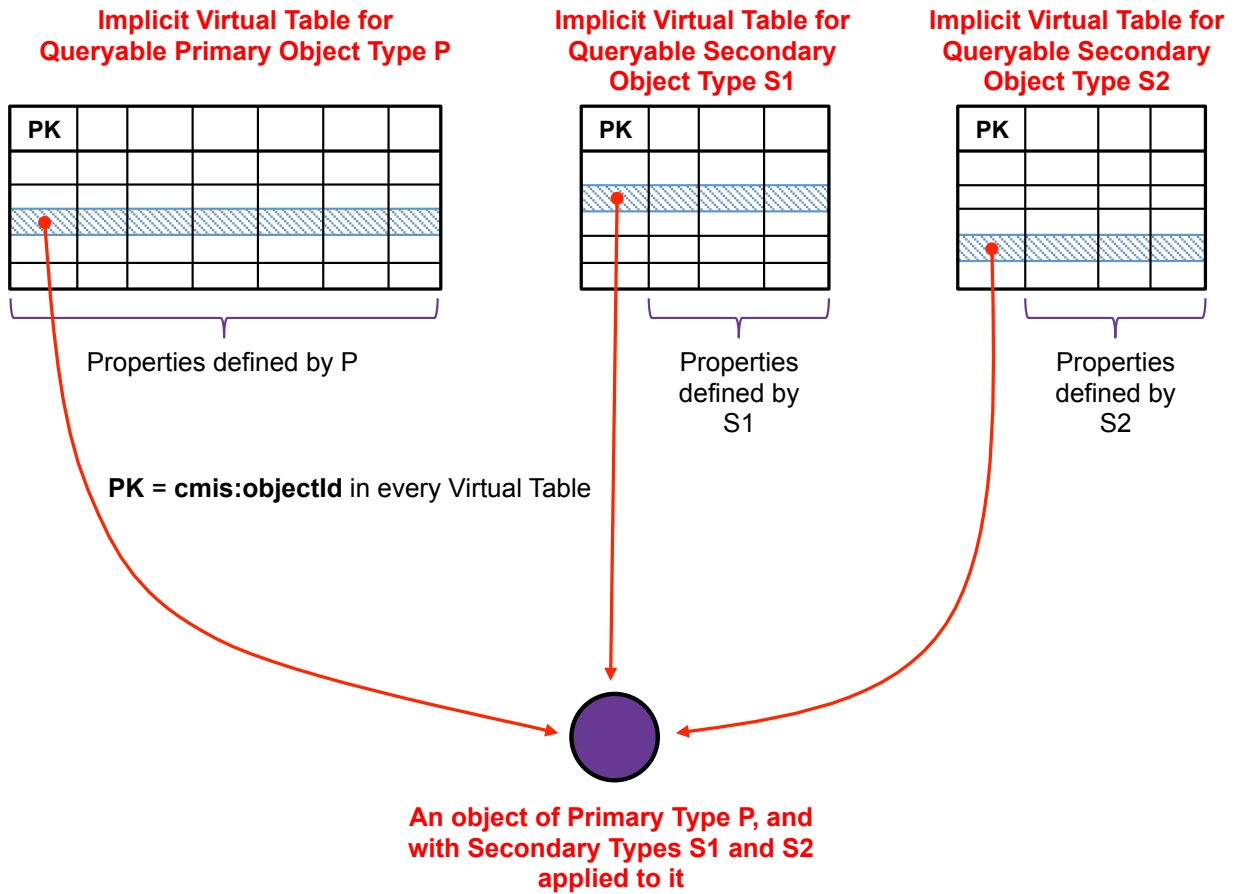 Implicit Virtual Table for
Queryable Primary Object Type P
Implicit Virtual Table for
Queryable Secondary
Object Type S1
Implicit Virtual Table for
Queryable Secondary
Object Type S2
PK
PK
PK
Properties defined by P
Properties
defined by
S1
Properties
defined by
S2
PK = cmis:objectId in every Virtual Table
An object of Primary Type P, and
with Secondary Types S1 and S2
applied to it